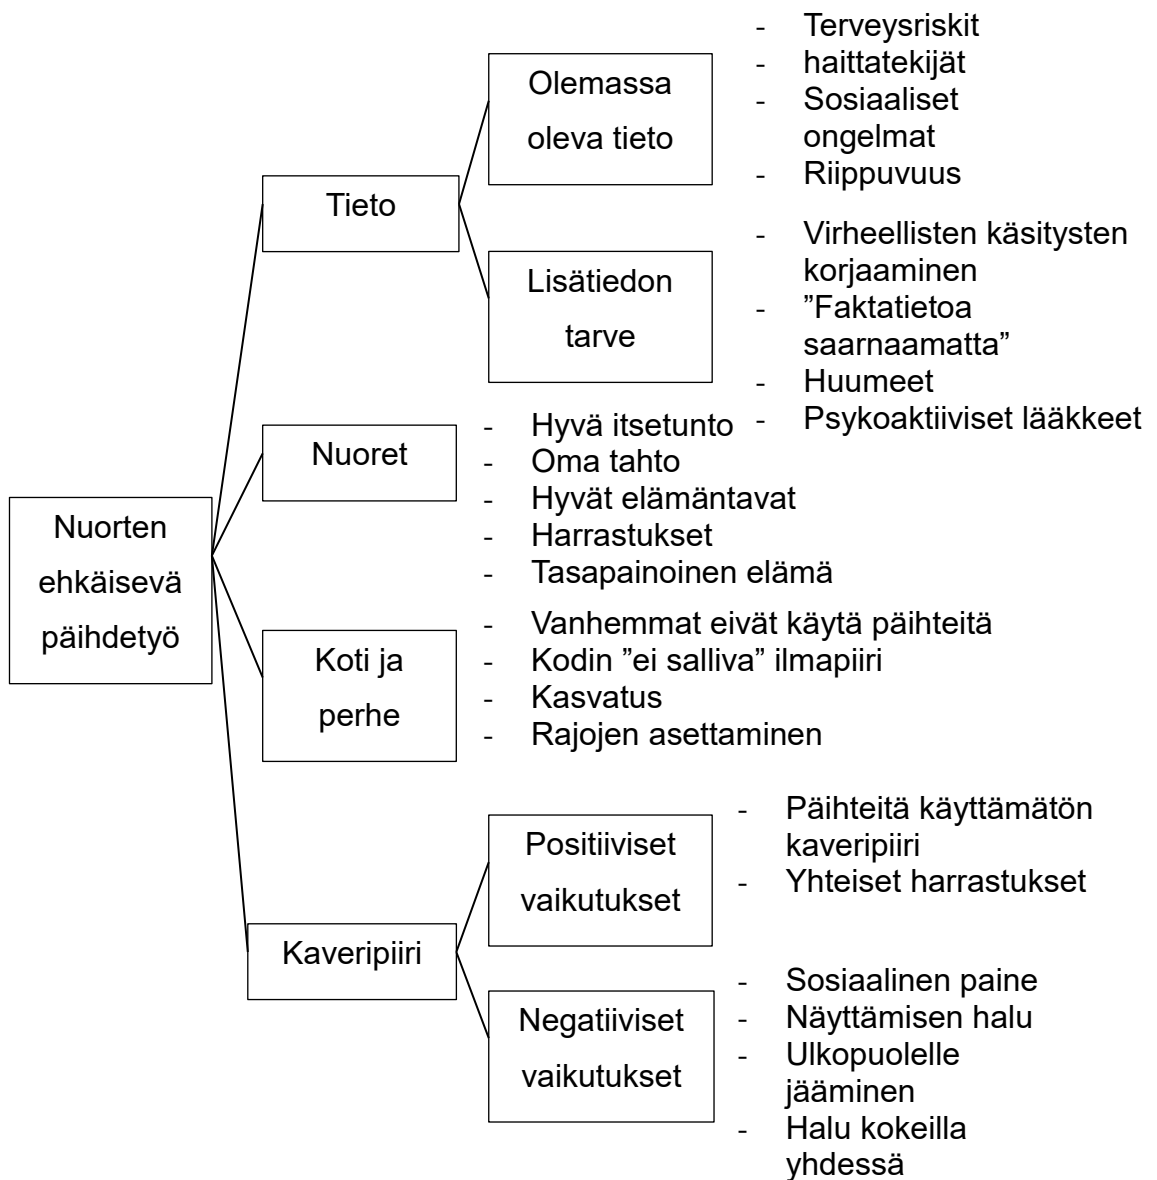 Nuorten
ehkäisevä
päihdetyö
Tieto
Olemassa
oleva tieto
- Terveysriskit
- haittatekijät
- Sosiaaliset
ongelmat
- Riippuvuus
Lisätiedon
tarve
- Virheellisten käsitysten
korjaaminen
- ”Faktatietoa
saarnaamatta”
- Huumeet
- Psykoaktiiviset lääkkeet
Nuoret
- Hyvä itsetunto
- Oma tahto
- Hyvät elämäntavat
- Harrastukset
- Tasapainoinen elämä
Koti ja
perhe
- Vanhemmat eivät käytä päihteitä
- Kodin ”ei salliva” ilmapiiri
- Kasvatus
- Rajojen asettaminen
Kaveripiiri
Positiiviset
vaikutukset
- Päihteitä käyttämätön
kaveripiiri
- Yhteiset harrastukset
Negatiiviset
vaikutukset
- Sosiaalinen paine
- Näyttämisen halu
- Ulkopuolelle
jääminen
- Halu kokeilla
yhdessä